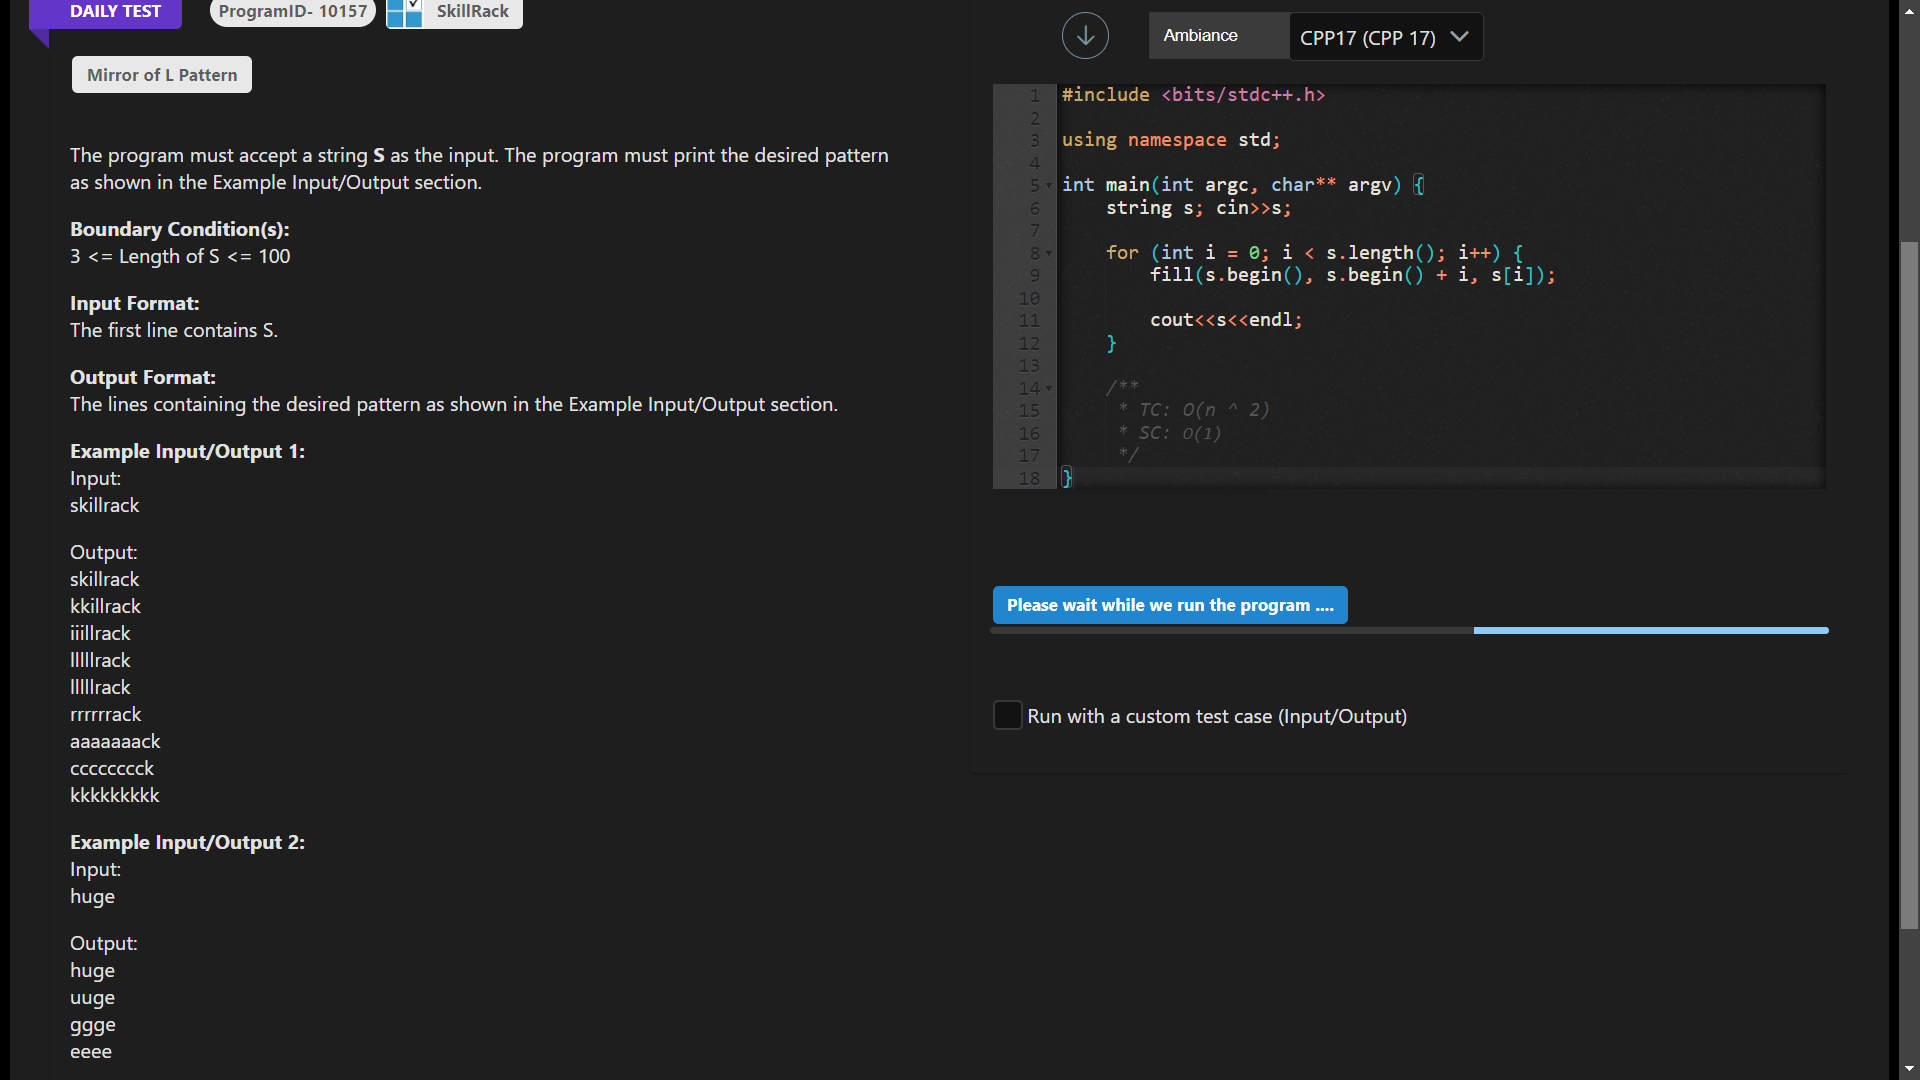 DAILY TEST
ProgramID- 10157
SkillRack
Mirror of L Pattern
The program must accept a string S as the input. The program must print the desired pattern
as shown in the Example Input/Output section.
Boundary Condition(s):
3 <= Length of S <= 100
Input Format:
The first line contains S.
Output Format:
The lines containing the desired pattern as shown in the Example Input/Output section.
Example Input/Output 1:
Input:
skillrack
Output:
skillrack
kkillrack
iiillrack
lllllrack
lllllrack
rrrrrrack
aaaaaaack
cccccccck
kkkkkkkkk
Example Input/Output 2:
Input:
huge
Output:
huge
uuge
ggge
eeee
Ambiance
CPP17 (CPP 17)
1 #include <bits/stdc++.h>
2
3 using namespace std;
4
5 int main(int argc, char** argv) {
6 string s; cin>>s;
7
8 for (int i = 0; i < s.length(); i++) {
9 fill(s.begin(), s.begin() + i, s[i]);
10
11 cout<<s<<endl;
12 }
13
14 /**
15 * TC: O(n ^ 2)
16 * SC: O(1)
17 */
18 }
Please wait while we run the program ....
Run with a custom test case (Input/Output)